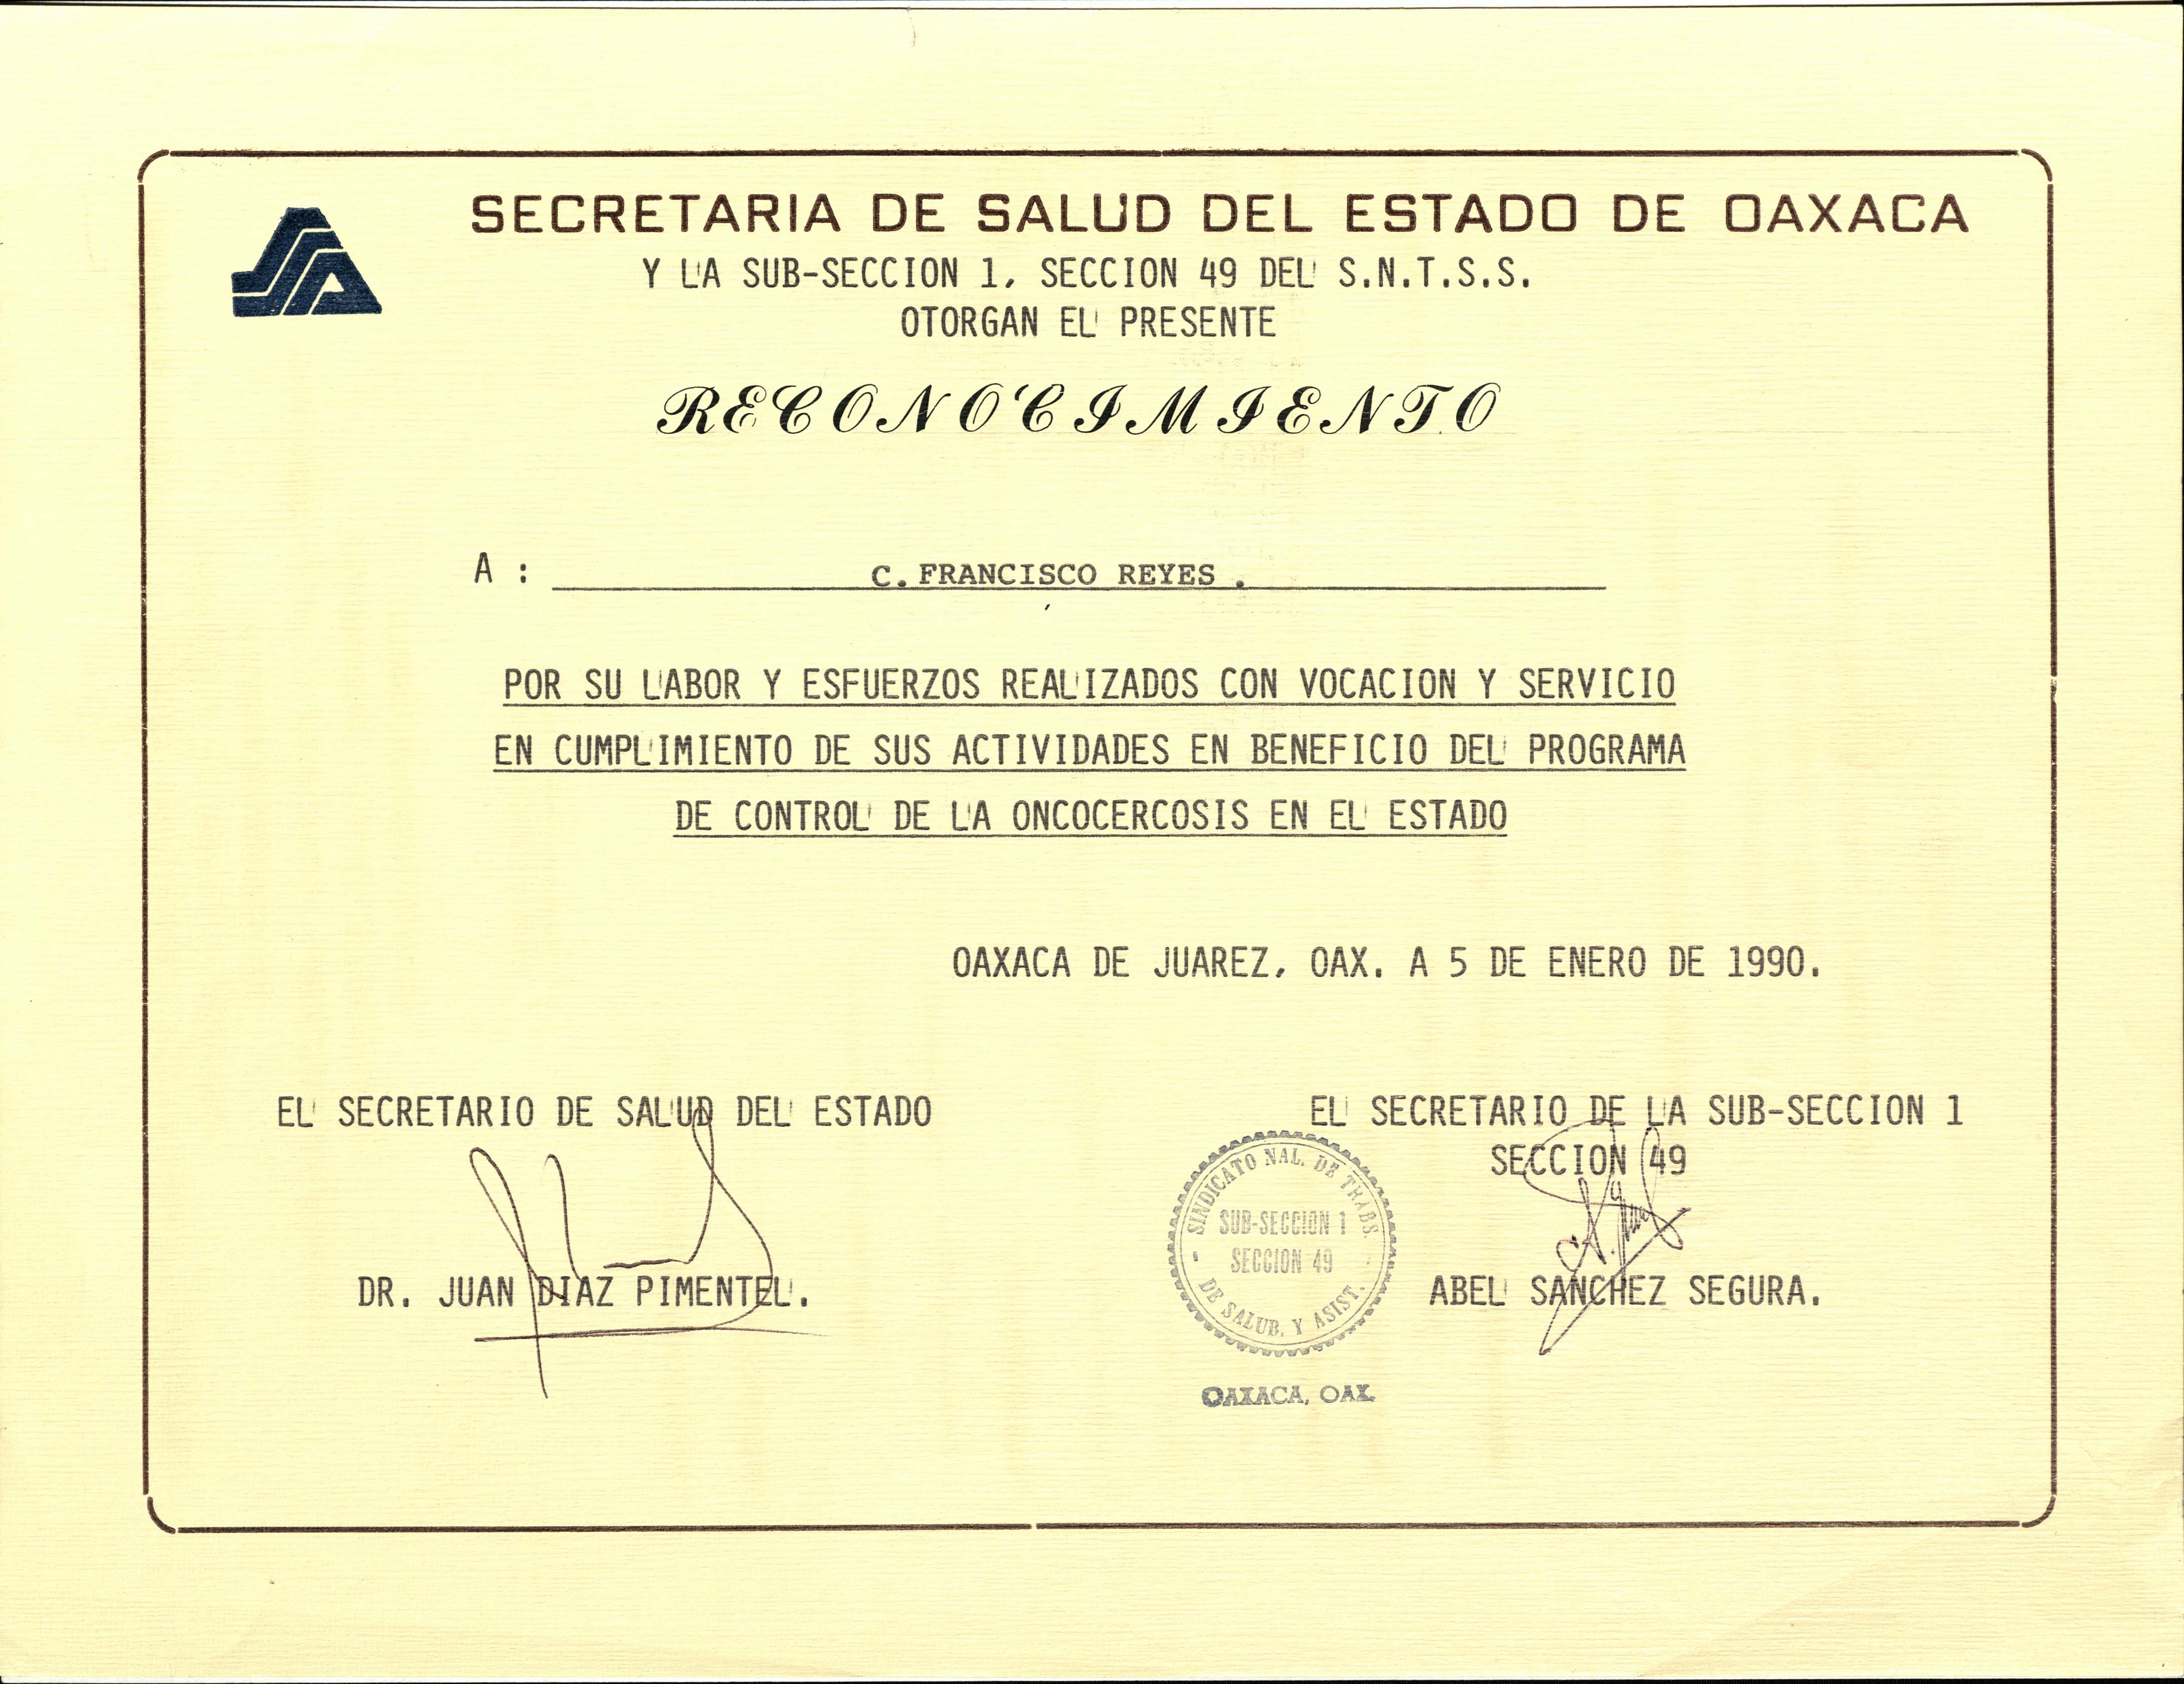 SECRETARIA DE SALUD DEL ESTADO DE OAXACA
Y LA SUB-SECCION 1, SECCION 49 DEL S.N.T.S.S.
OTORGAN EL PRESENTE
RECONOCIMIENTO
A : C. FRANCISCO REYES .
POR SU LABOR Y ESFUERZOS REALIZADOS CON VOCACION Y SERVICIO
EN CUMPLIMIENTO DE SUS ACTIVIDADES EN BENEFICIO DEL PROGRAMA
DE CONTROL DE LA ONCOCERCOSIS EN EL ESTADO
OAXACA DE JUAREZ, OAX. A 5 DE ENERO DE 1990.
EL SECRETARIO DE SALUD DEL ESTADO
DR. JUAN DIAZ PIMENTEL.
EL SECRETARIO DE LA SUB-SECCION 1
SECCION 49
ABEL SANCHEZ SEGURA.
SINDICATO NAL. DE TRABS.
SUB-SECCION 1
SECCION 49
DE SALUB. Y ASIST.
OAXACA, OAX.